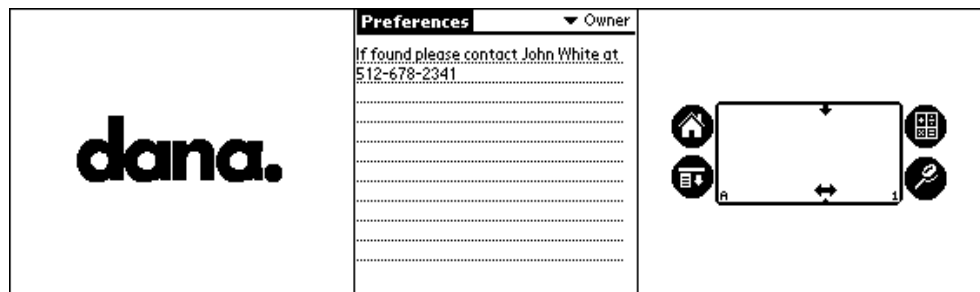 dana.
Preferences
Owner
If found please contact John White at
512-678-2341
A
1